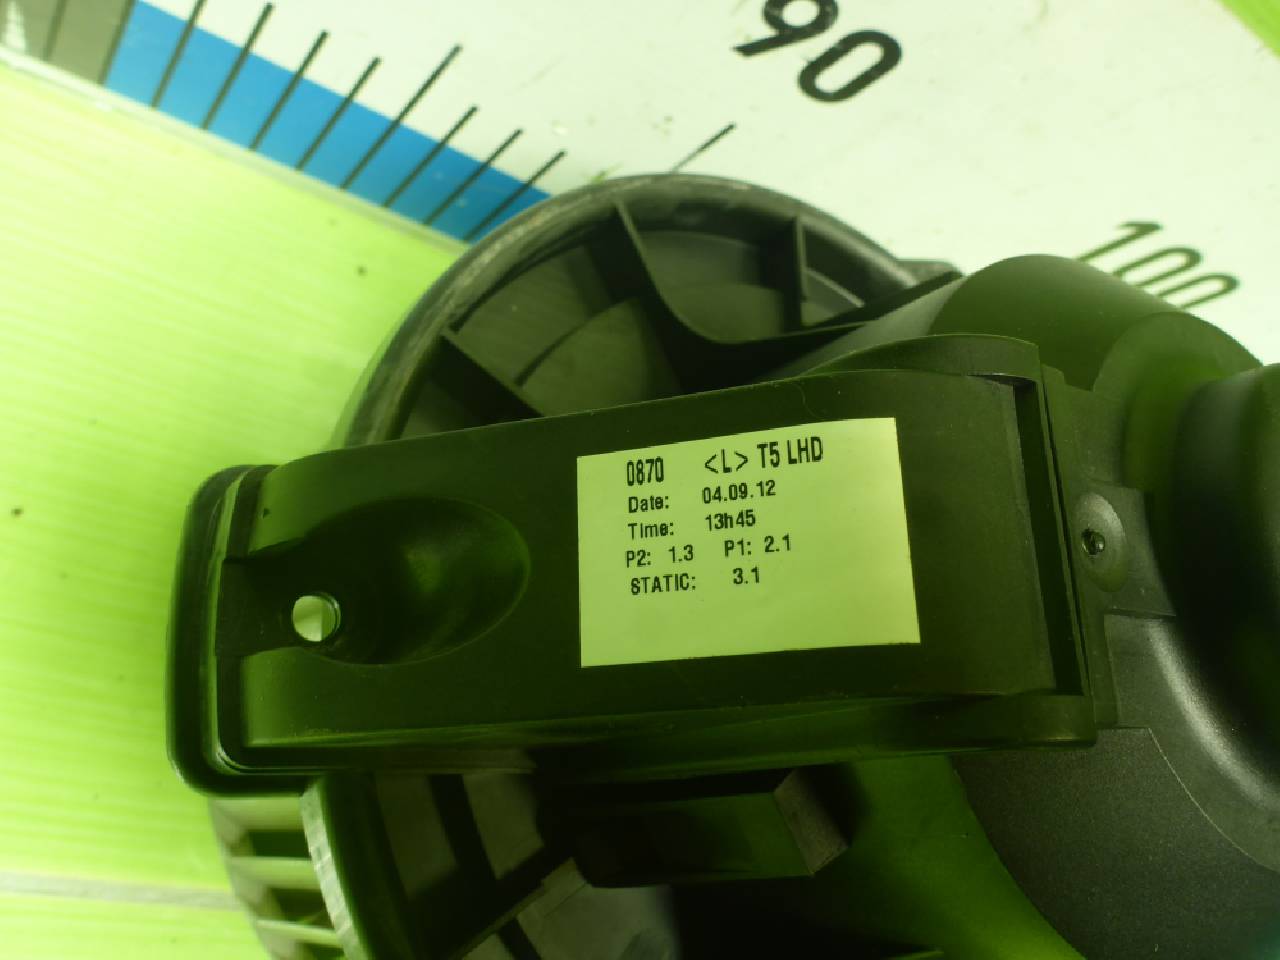 90
100
0870 <L> T5 LHD
Date: 04.09.12
Time: 13h45
P2: 1.3 P1: 2.1
STATIC: 3.1